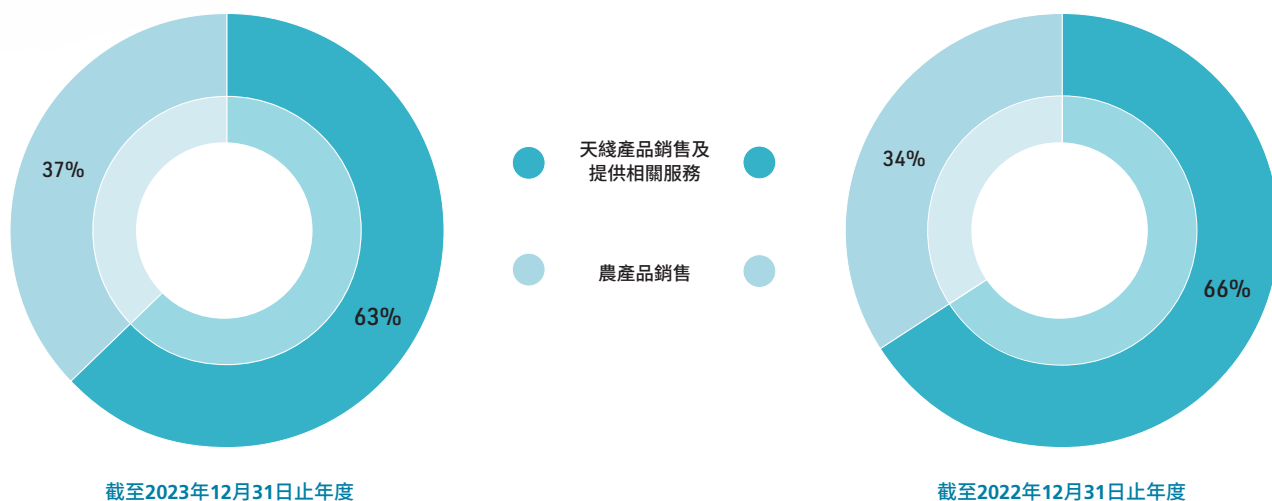 37%
63%
天綫產品銷售及
提供相關服務
農產品銷售
34%
66%
截至2023年12月31日止年度
截至2022年12月31日止年度